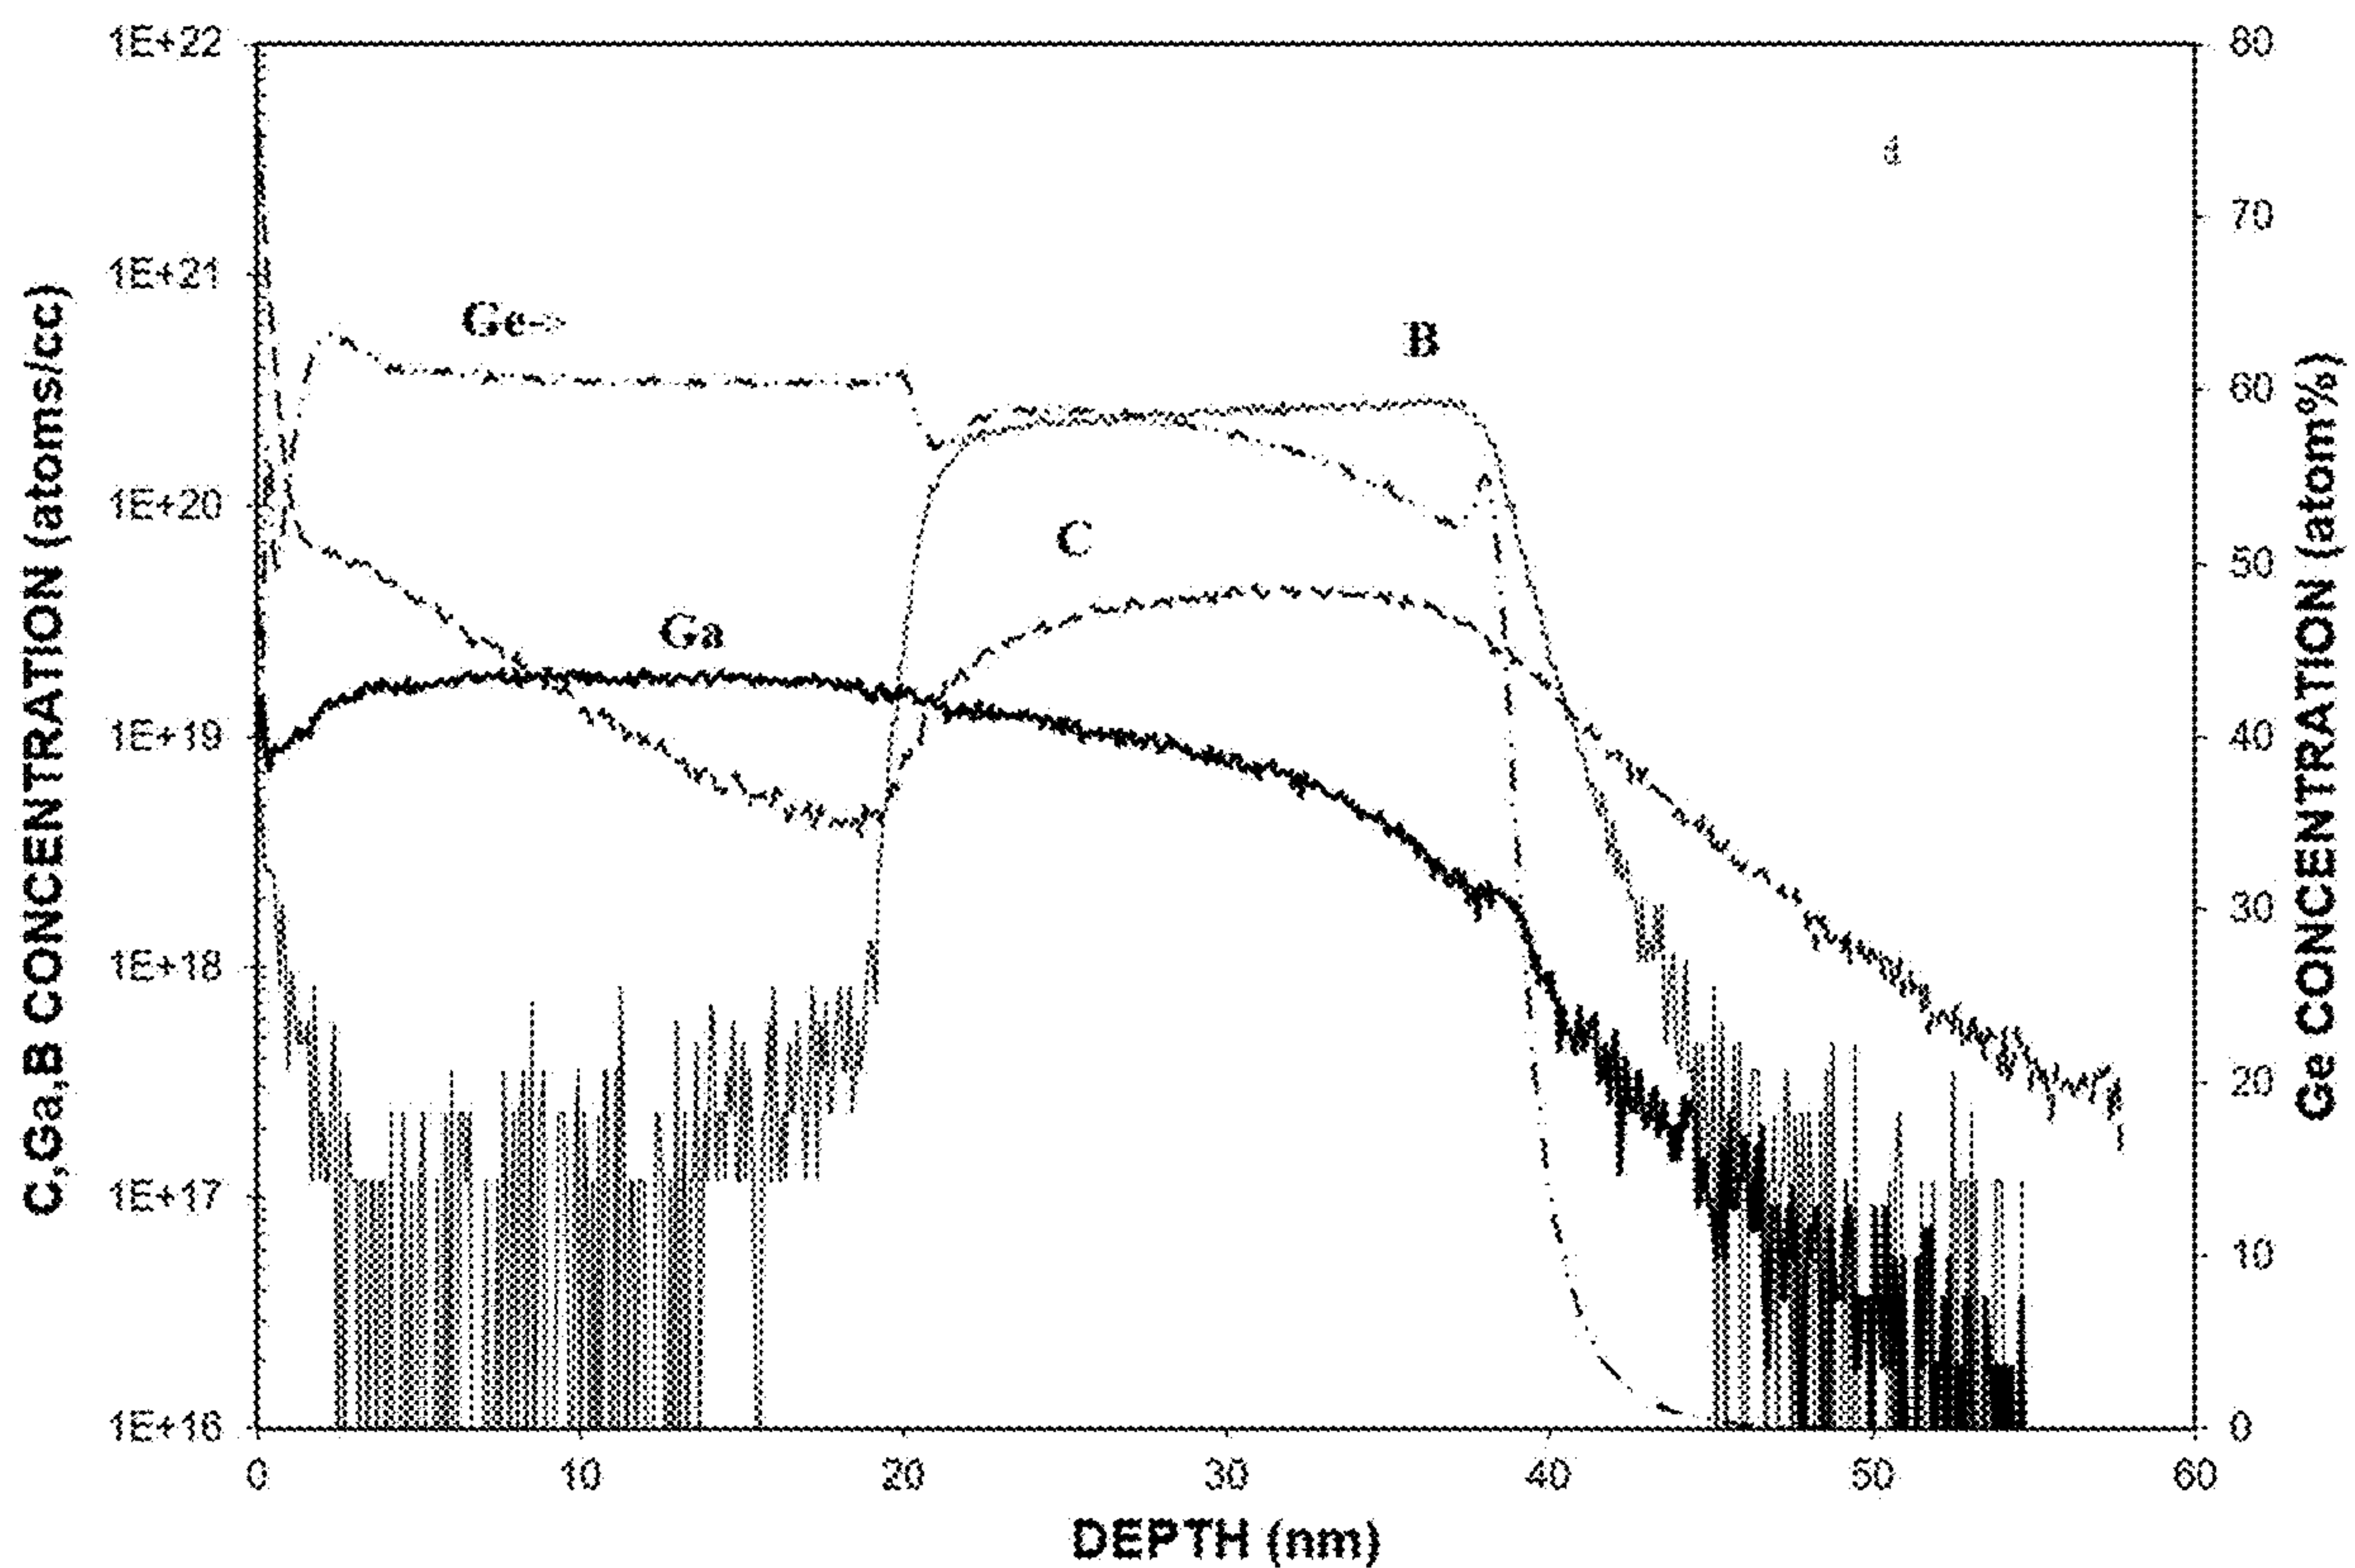 1E+22
1E+21
1E+20
1E+19
1E+18
1E+17
1E+16
C,Ga,B CONCENTRATION (atoms/cc)
Ge->
B
C
Ga
d
80
70
60
50
40
30
20
10
0
Ge CONCENTRATION (atom%)
0 10 20 30 40 50 60
DEPTH (nm)